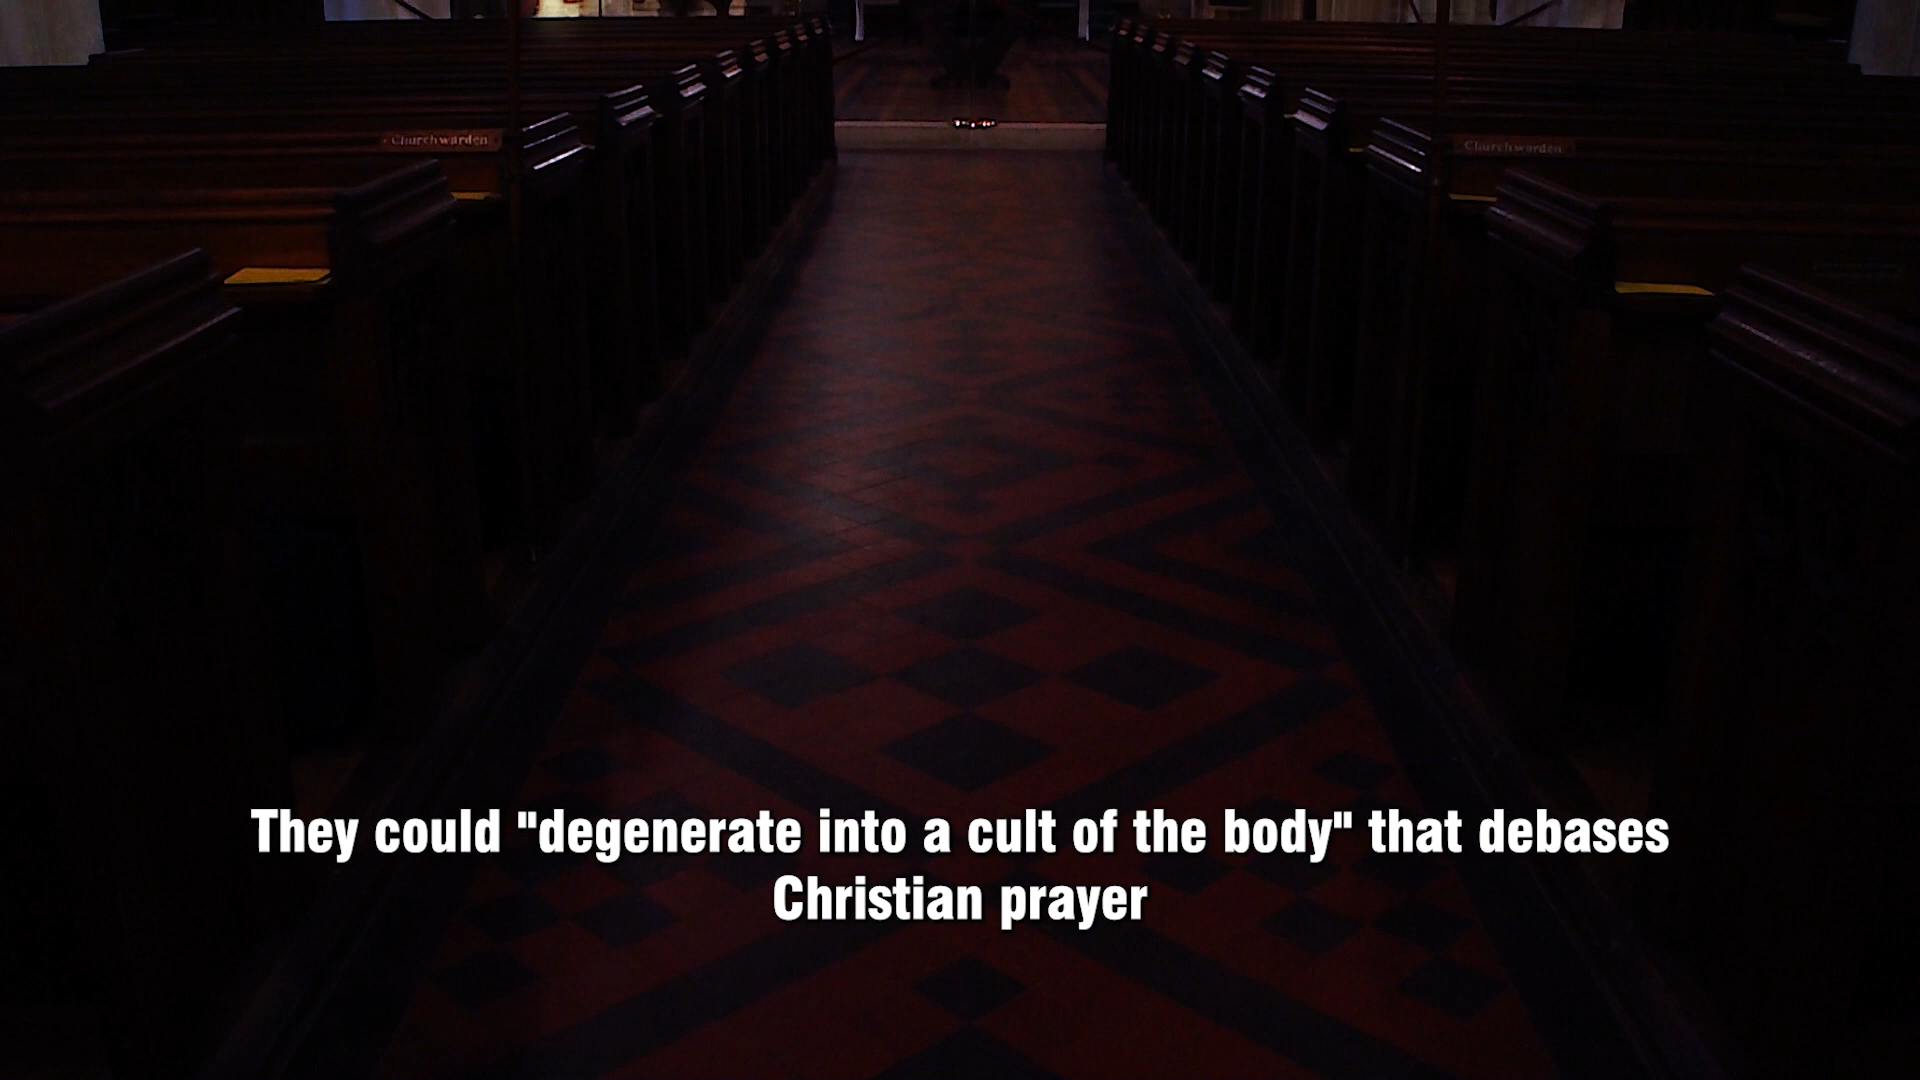 Churchwarden
Churchwarden
They could "degenerate into a cult of the body" that debases
Christian prayer